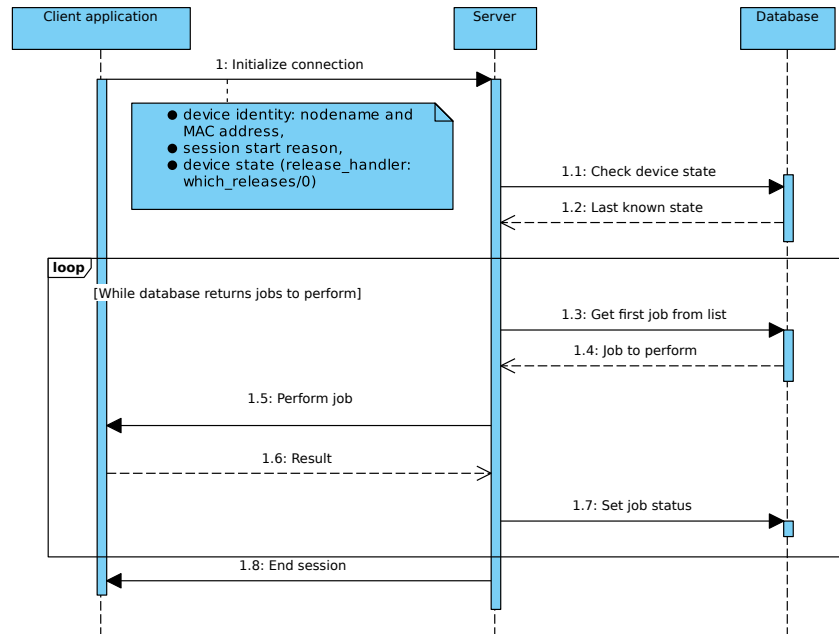 Client application
Server
Database
1: Initialize connection
● device identity: nodename and
MAC address,
● session start reason,
● device state (release_handler:
which_releases/0)
1.1: Check device state
1.2: Last known state
loop
[While database returns jobs to perform]
1.3: Get first job from list
1.4: Job to perform
1.5: Perform job
1.6: Result
1.7: Set job status
1.8: End session